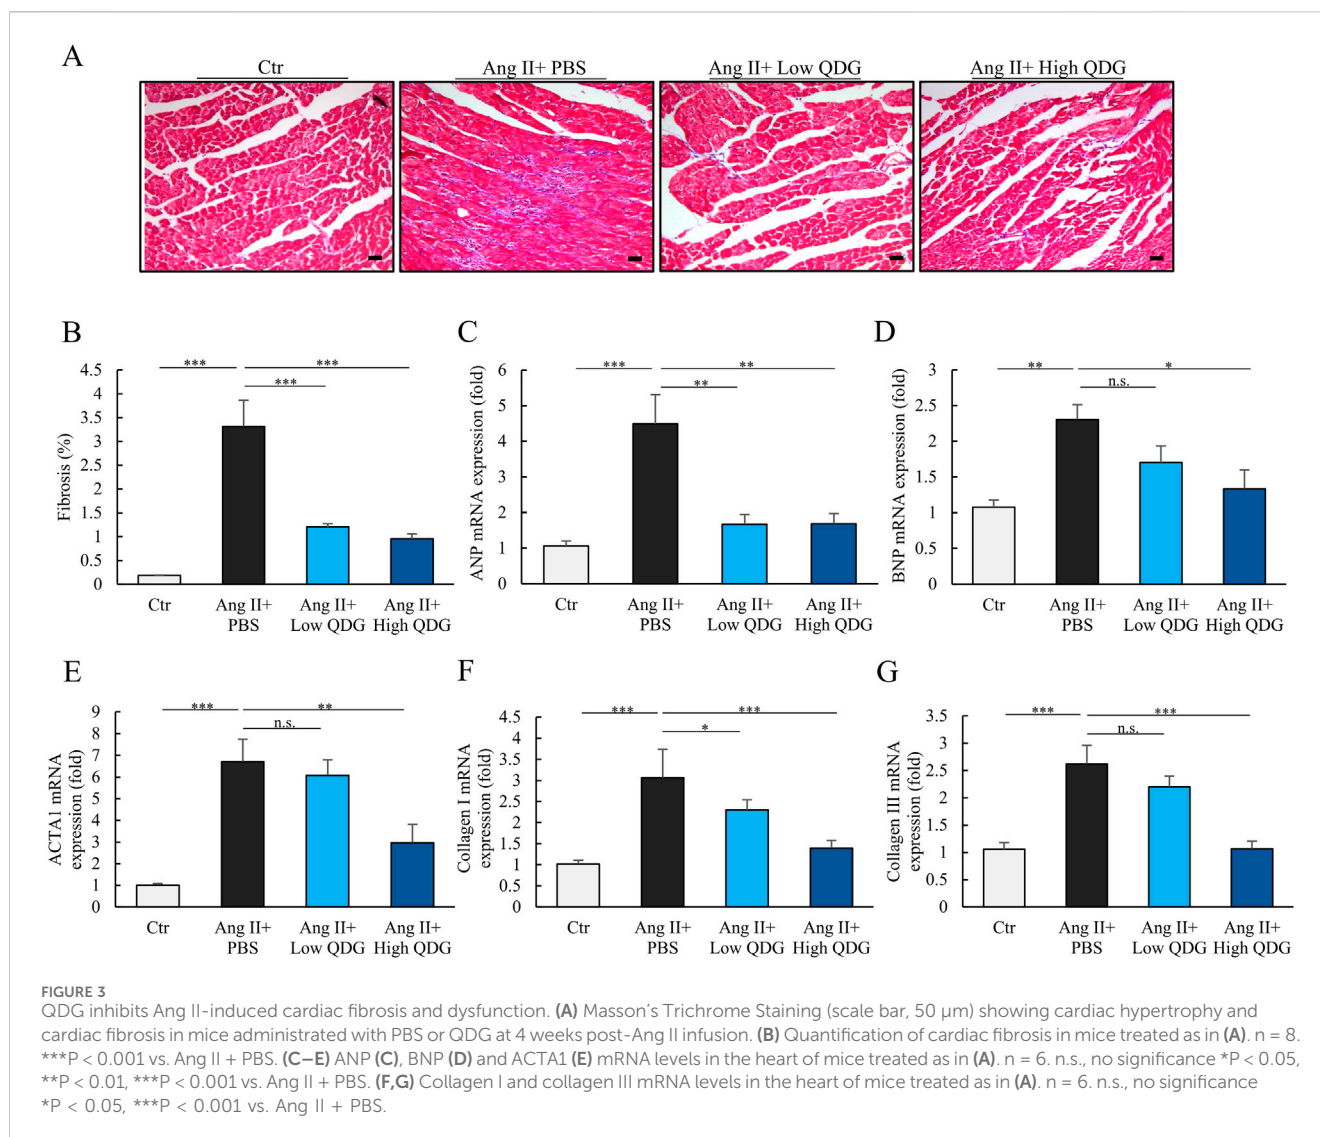 A
Ctr
Ang II+ PBS
Ang II+ Low QDG
Ang II+ High QDG
B
Fibrosis (%)
4.5
4
3.5
3
2.5
2
1.5
1
0.5
0
***
***
***
Ctr
Ang II+
PBS
Ang II+
Low QDG
Ang II+
High QDG
C
ANP mRNA expression (fold)
6
5
4
3
2
1
0
***
**
**
Ctr
Ang II+
PBS
Ang II+
Low QDG
Ang II+
High QDG
D
BNP mRNA expression (fold)
3
2.5
2
1.5
1
0.5
0
**
*
n.s.
Ctr
Ang II+
PBS
Ang II+
Low QDG
Ang II+
High QDG
E
ACTA1 mRNA
expression (fold)
9
8
7
6
5
4
3
2
1
0
***
**
n.s.
Ctr
Ang II+
PBS
Ang II+
Low QDG
Ang II+
High QDG
F
Collagen I mRNA
expression (fold)
4.5
4
3.5
3
2.5
2
1.5
1
0.5
0
***
***
*
Ctr
Ang II+
PBS
Ang II+
Low QDG
Ang II+
High QDG
G
Collagen III mRNA
expression (fold)
3.5
3
2.5
2
1.5
1
0.5
0
***
***
n.s.
Ctr
Ang II+
PBS
Ang II+
Low QDG
Ang II+
High QDG
FIGURE 3
QDG inhibits Ang II-induced cardiac fibrosis and dysfunction. (A) Masson's Trichrome Staining (scale bar, 50 μm) showing cardiac hypertrophy and
cardiac fibrosis in mice administrated with PBS or QDG at 4 weeks post-Ang II infusion. (B) Quantification of cardiac fibrosis in mice treated as in (A). n = 8.
***P < 0.001 vs. Ang II + PBS. (C–E) ANP (C), BNP (D) and ACTA1 (E) mRNA levels in the heart of mice treated as in (A). n = 6. n.s., no significance *P < 0.05,
**P < 0.01, ***P < 0.001 vs. Ang II + PBS. (F,G) Collagen I and collagen III mRNA levels in the heart of mice treated as in (A). n = 6. n.s., no significance
*P < 0.05, ***P < 0.001 vs. Ang II + PBS.